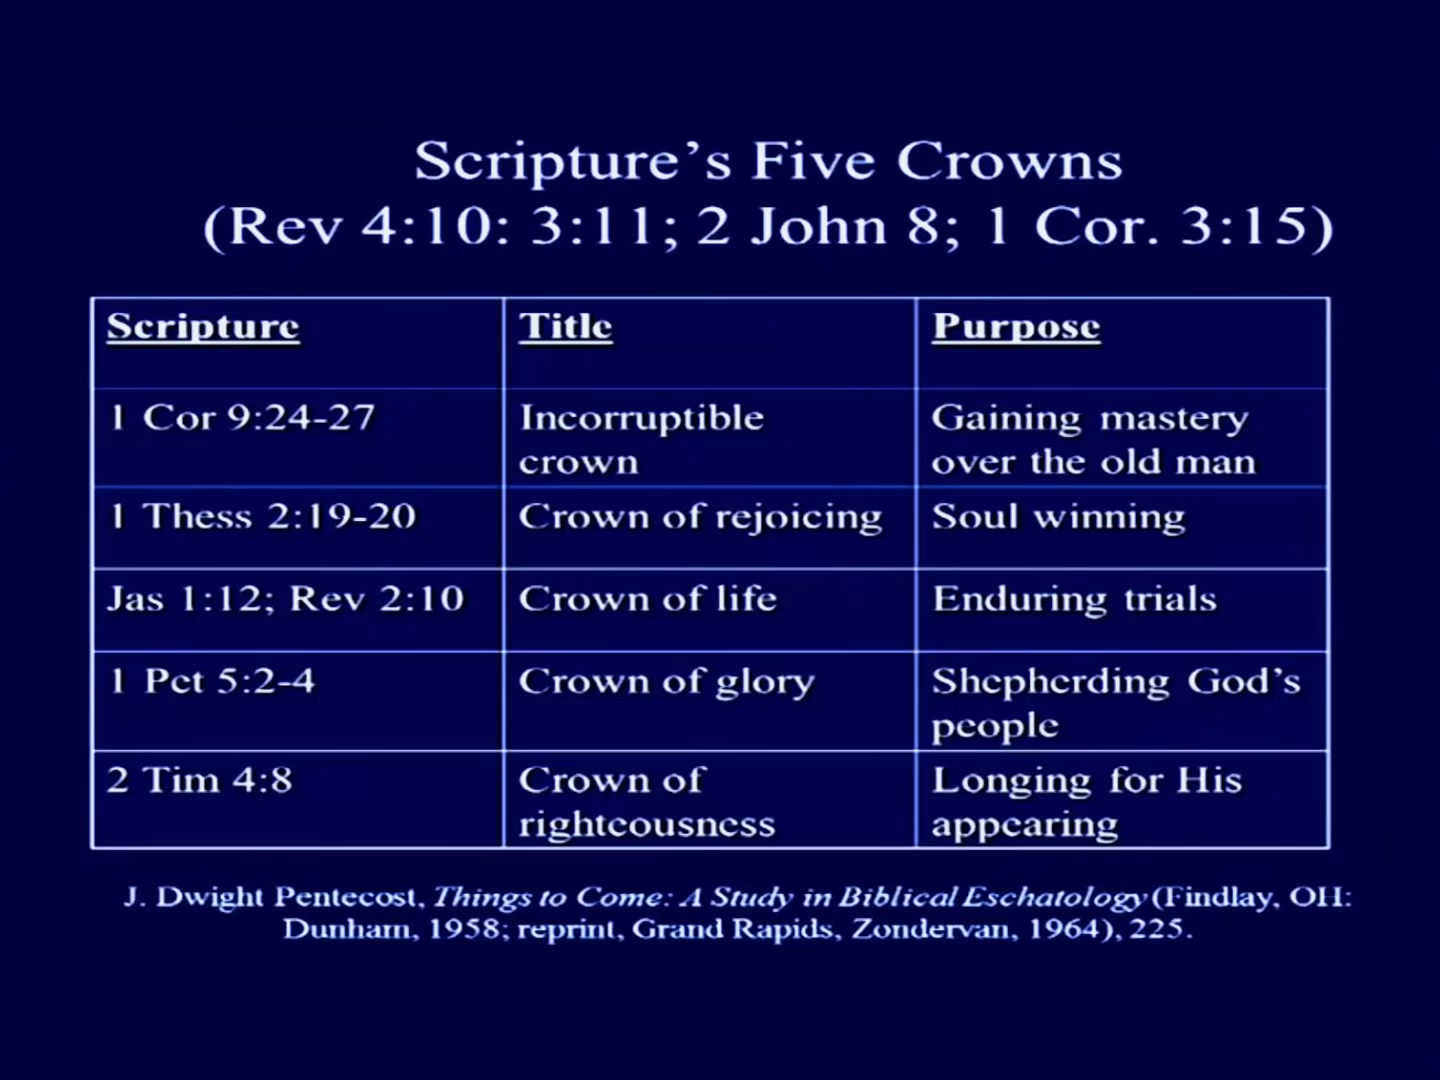 Scripture's Five Crowns
(Rev 4:10: 3:11; 2 John 8; 1 Cor. 3:15)
Scripture Title Purpose
1 Cor 9:24-27 Incorruptible crown Gaining mastery over the old man
1 Thess 2:19-20 Crown of rejoicing Soul winning
Jas 1:12; Rev 2:10 Crown of life Enduring trials
1 Pet 5:2-4 Crown of glory Shepherding God's people
2 Tim 4:8 Crown of righteousness Longing for His appearing
J. Dwight Pentecost, Things to Come: A Study in Biblical Eschatology (Findlay, OH:
Dunham, 1958; reprint, Grand Rapids, Zondervan, 1964), 225.